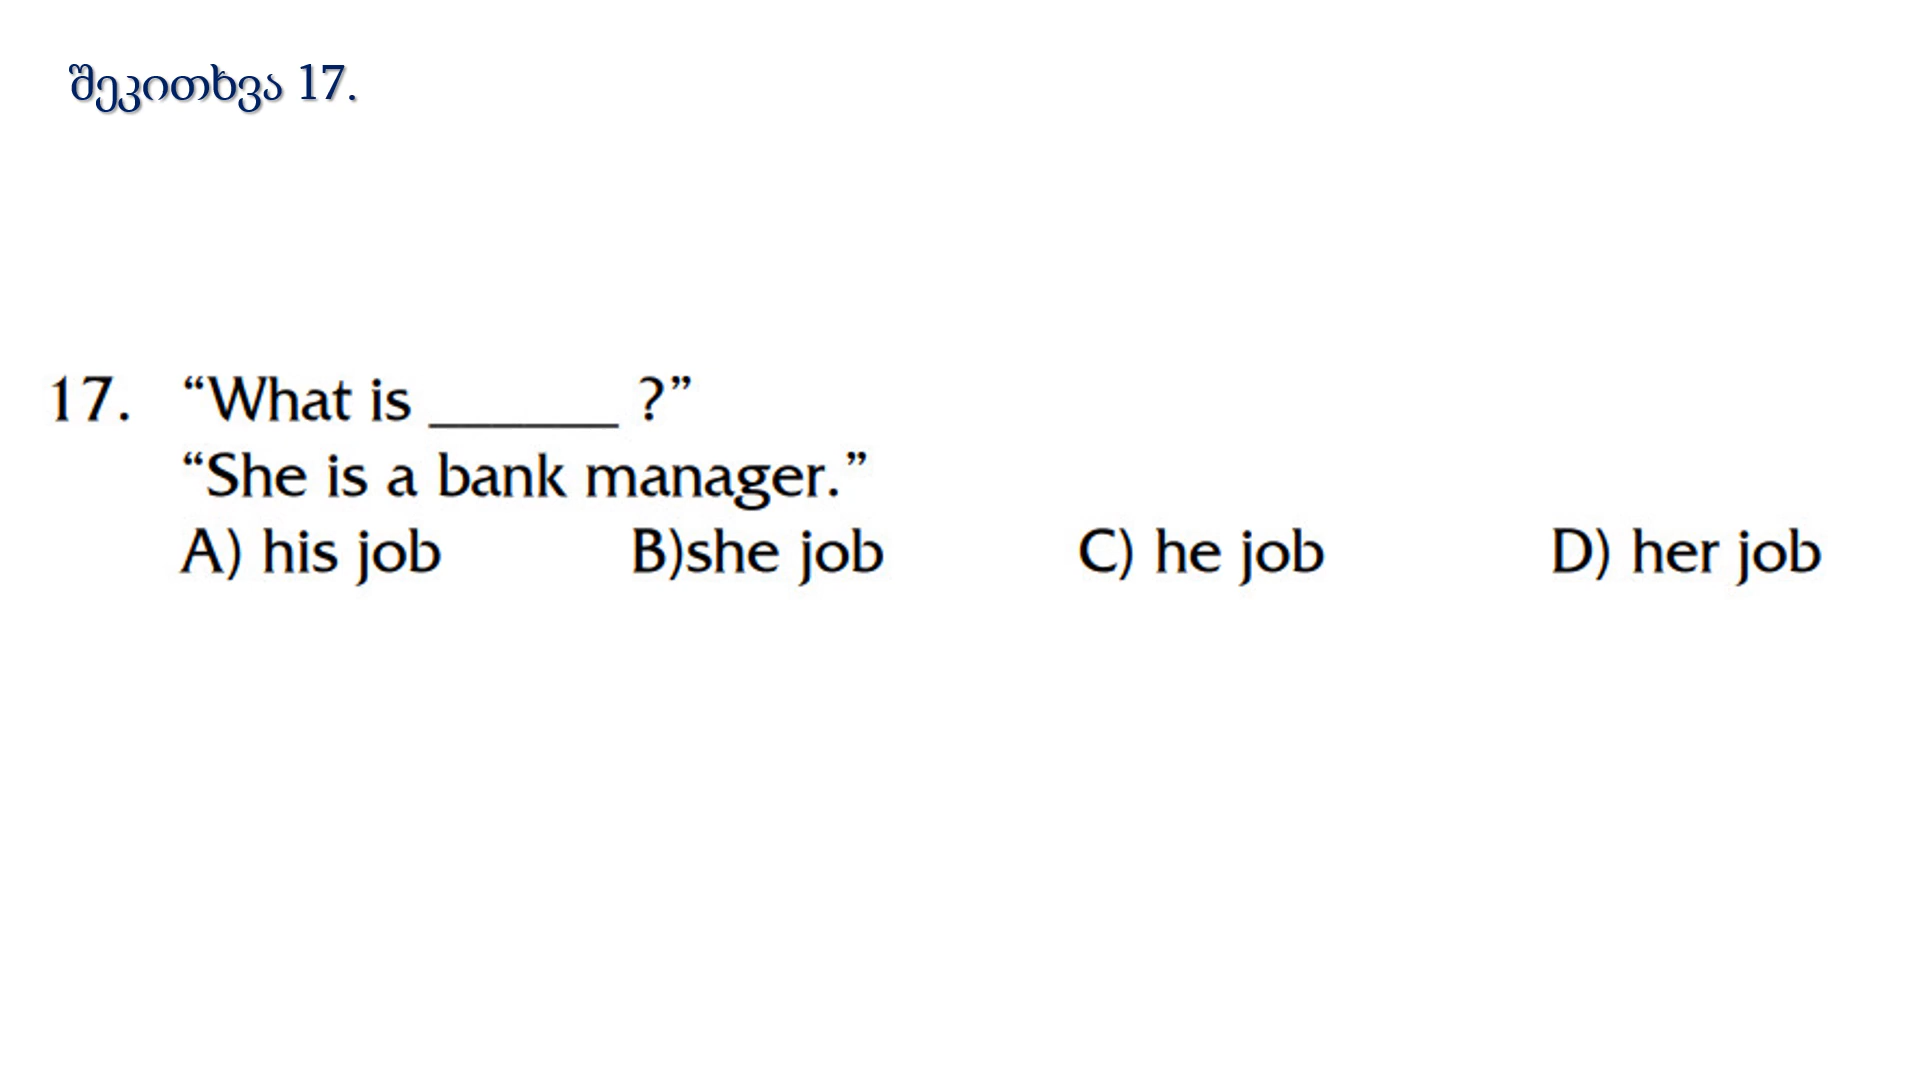 შეკითხვა 17.
17. “What is ______ ?”
“She is a bank manager.”
A) his job B)she job C) he job D) her job